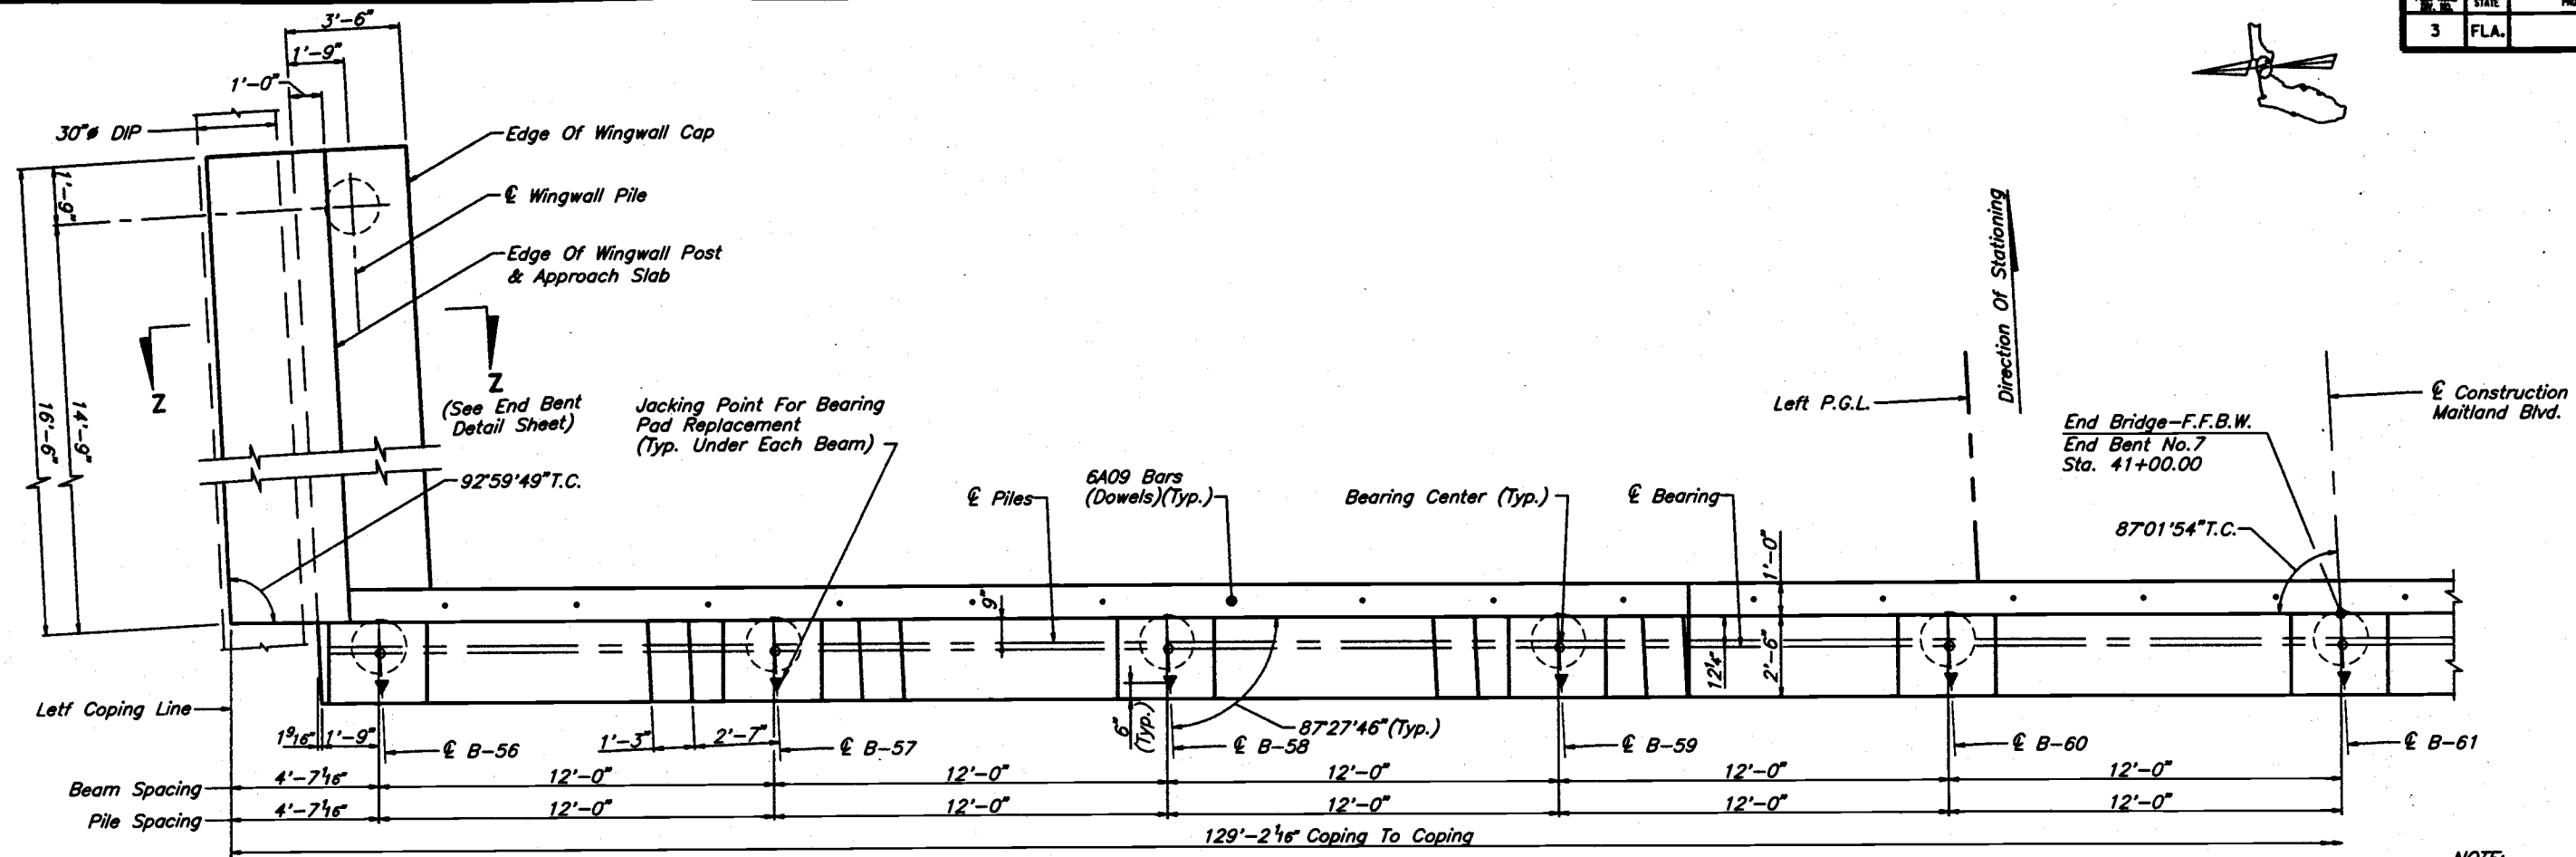 3'-6"
STATE
1'-9"
3
FLA.
1'-0"
30"ø DIP
Edge Of Wingwall Cap
1'-9"
℄ Wingwall Pile
Direction Of Stationing
Edge Of Wingwall Post
& Approach Slab
Z
Z
(See End Bent
Detail Sheet)
Jacking Point For Bearing
Pad Replacement
(Typ. Under Each Beam)
Left P.G.L.
℄ Construction
Maitland Blvd.
16'-6"
14'-9"
End Bridge-F.F.B.W.
End Bent No.7
Sta. 41+00.00
92°59'49"T.C.
℄ Piles
6A09 Bars
(Dowels)(Typ.)
Bearing Center (Typ.)
℄ Bearing
87°01'54"T.C.
1'-0"
9"
12¼"
2'-6"
Letf Coping Line
6"
(Typ.)
87°27'46"(Typ.)
1 9/16"
1'-9"
℄ B-56
1'-3"
2'-7"
℄ B-57
℄ B-58
℄ B-59
℄ B-60
℄ B-61
Beam Spacing
4'-7 1/16"
12'-0"
12'-0"
12'-0"
12'-0"
12'-0"
Pile Spacing
4'-7 1/16"
12'-0"
12'-0"
12'-0"
12'-0"
12'-0"
129'-2 1/16" Coping To Coping
NOTE: